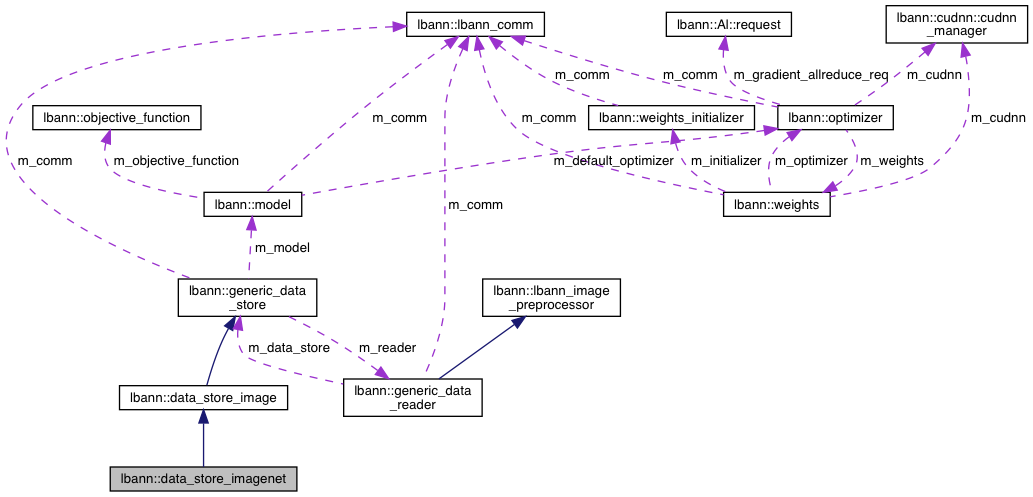 lbann::lbann_comm
lbann::Al::request
lbann::cudnn::cudnn
_manager
m_comm
m_comm
m_gradient_allreduce_req
m_cudnn
lbann::objective_function
m_comm
m_comm
lbann::weights_initializer
lbann::optimizer
m_cudnn
m_comm
m_objective_function
m_default_optimizer
m_initializer
m_optimizer
m_weights
lbann::model
m_comm
lbann::weights
m_model
lbann::generic_data
_store
lbann::lbann_image
_preprocessor
m_data_store
m_reader
lbann::data_store_image
lbann::generic_data
_reader
lbann::data_store_imagenet